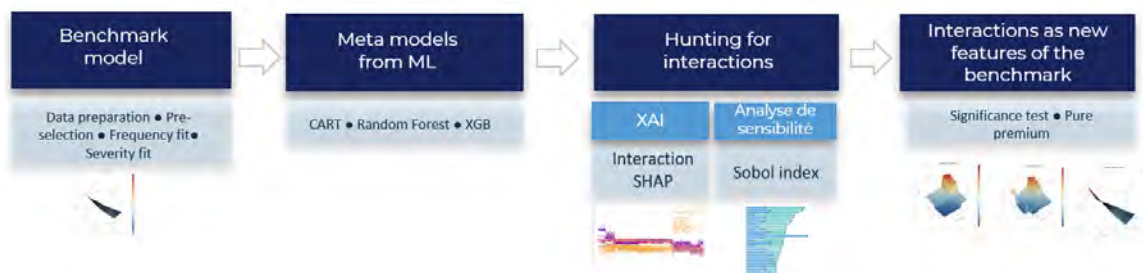 Benchmark
model
Data preparation ● Pre-
selection ● Frequency fit●
Severity fit
Meta models
from ML
CART ● Random Forest ● XGB
Hunting for
interactions
XAI
Interaction
SHAP
Analyse de
sensibilité
Sobol index
Interactions as new
features of the
benchmark
Significance test ● Pure
premium